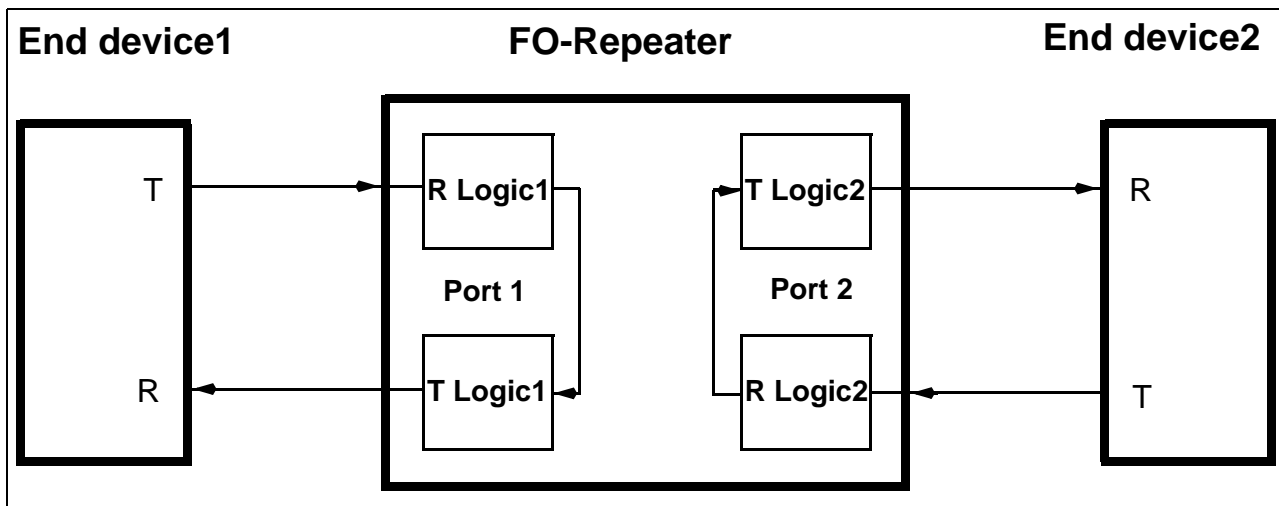 End device1
FO-Repeater
End device2
T
R Logic1
T Logic2
R
Port 1
Port 2
R
T Logic1
R Logic2
T